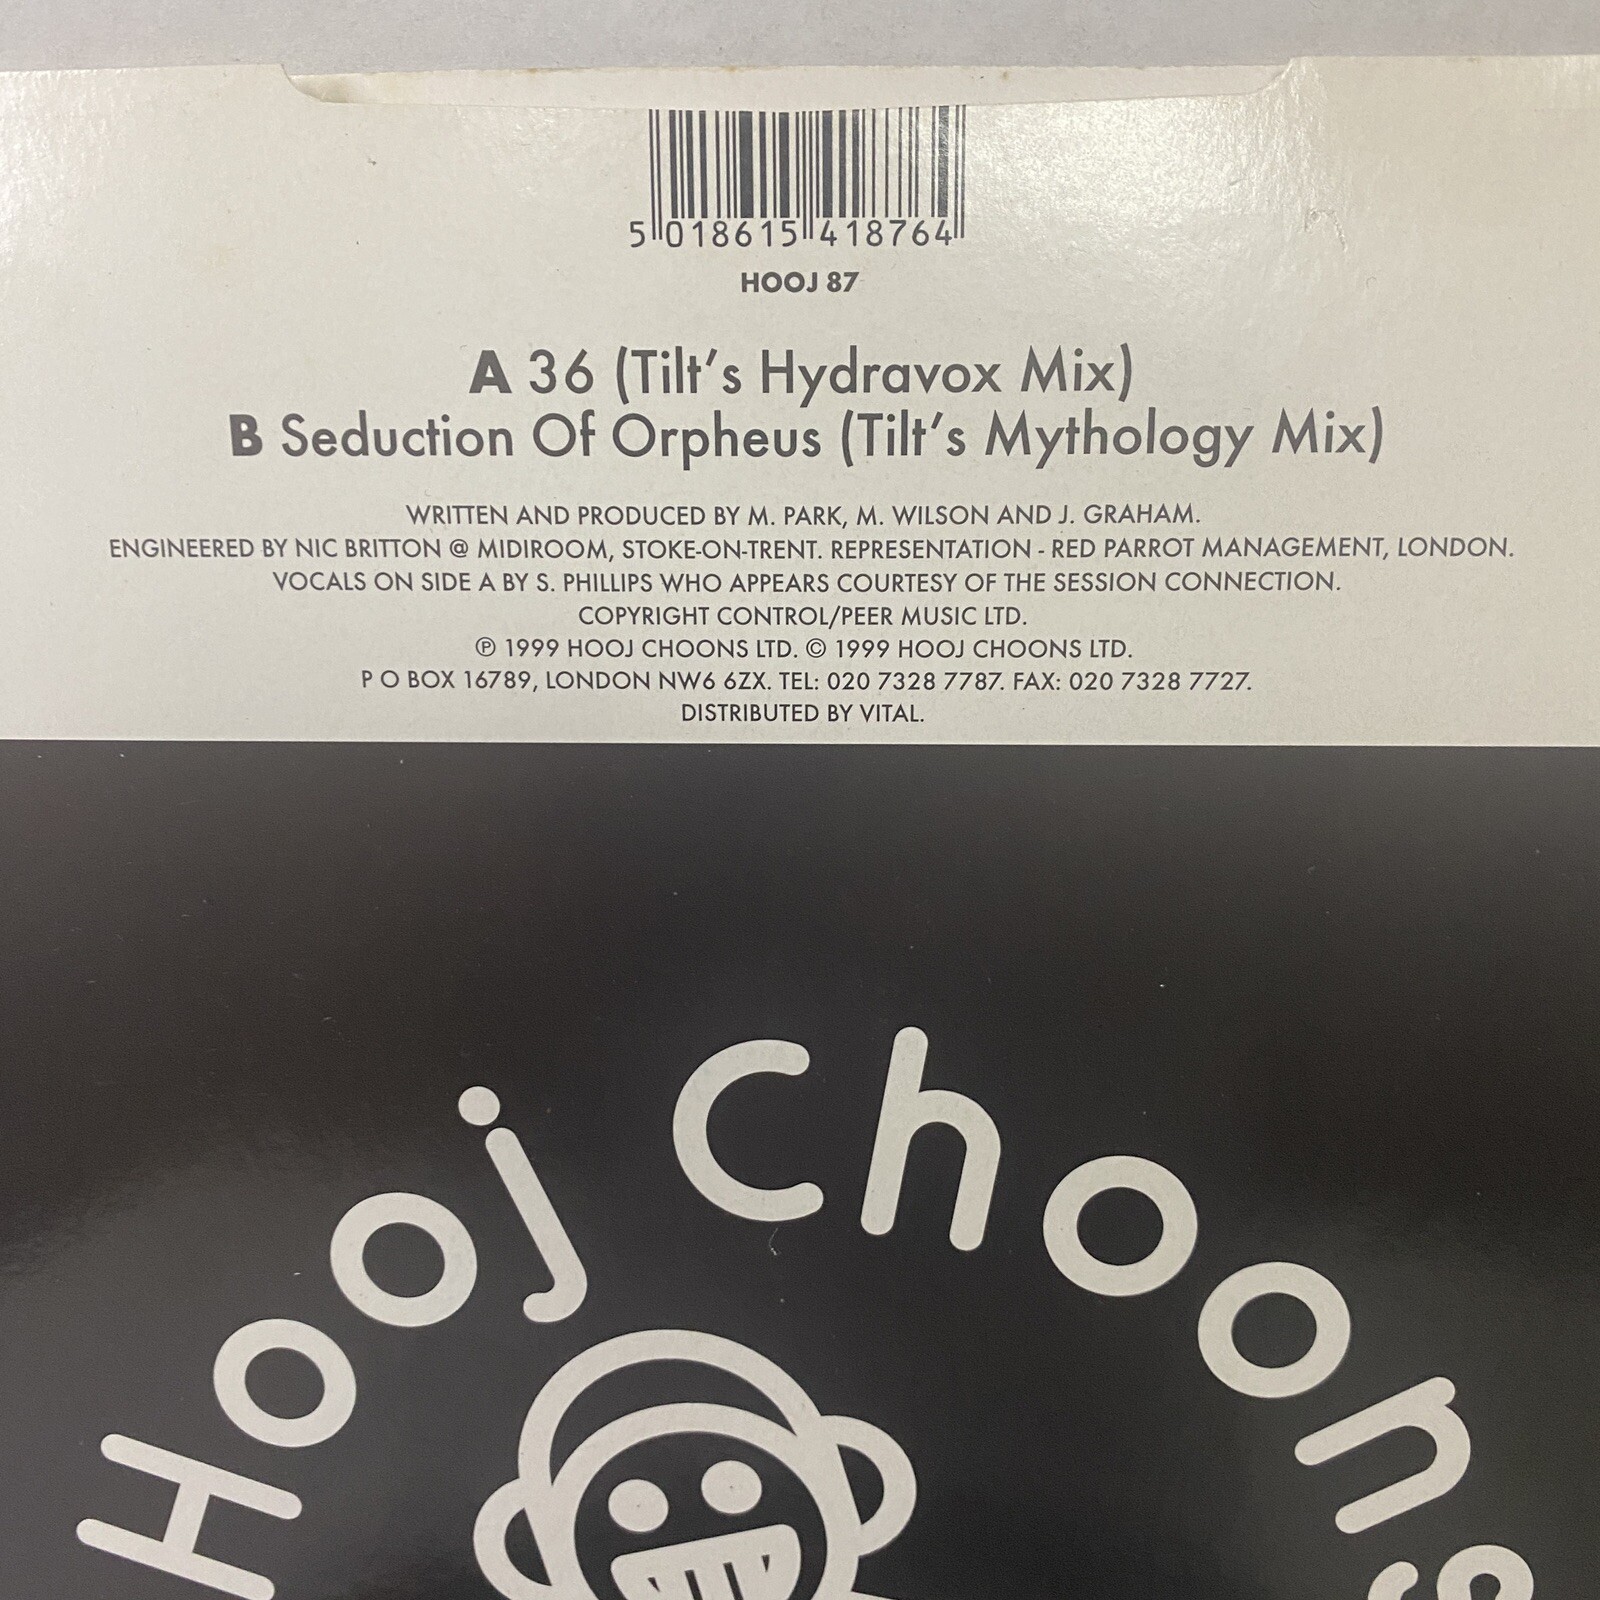 5 018615 418764
HOOJ 87
A 36 (Tilt's Hydravox Mix)
B Seduction Of Orpheus (Tilt's Mythology Mix)
WRITTEN AND PRODUCED BY M. PARK, M. WILSON AND J. GRAHAM.
ENGINEERED BY NIC BRITTON @ MIDIROOM, STOKE-ON-TRENT. REPRESENTATION - RED PARROT MANAGEMENT, LONDON.
VOCALS ON SIDE A BY S. PHILLIPS WHO APPEARS COURTESY OF THE SESSION CONNECTION.
COPYRIGHT CONTROL/PEER MUSIC LTD.
℗ 1999 HOOJ CHOONS LTD. © 1999 HOOJ CHOONS LTD.
P O BOX 16789, LONDON NW6 6ZX. TEL: 020 7328 7787. FAX: 020 7328 7727.
DISTRIBUTED BY VITAL.
Hooj Choons